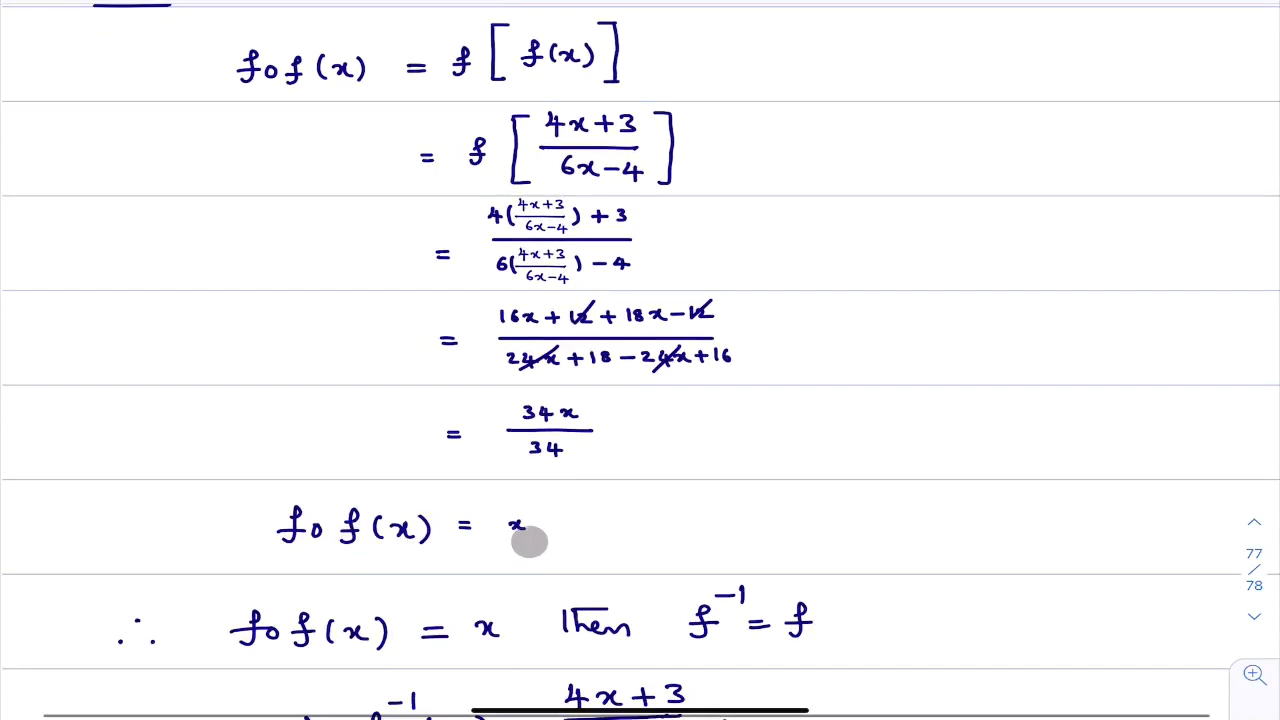 fof(x) = f[f(x)]
= f[(4x+3)/(6x-4)]
= (4((4x+3)/(6x-4)) + 3)/(6((4x+3)/(6x-4)) - 4)
= (16x + 12 + 18x - 12)/(24x + 18 - 24x + 16)
= 34x/34
fof(x) = x
∴ fof(x) = x then f⁻¹ = f
4x+3
77
/
78